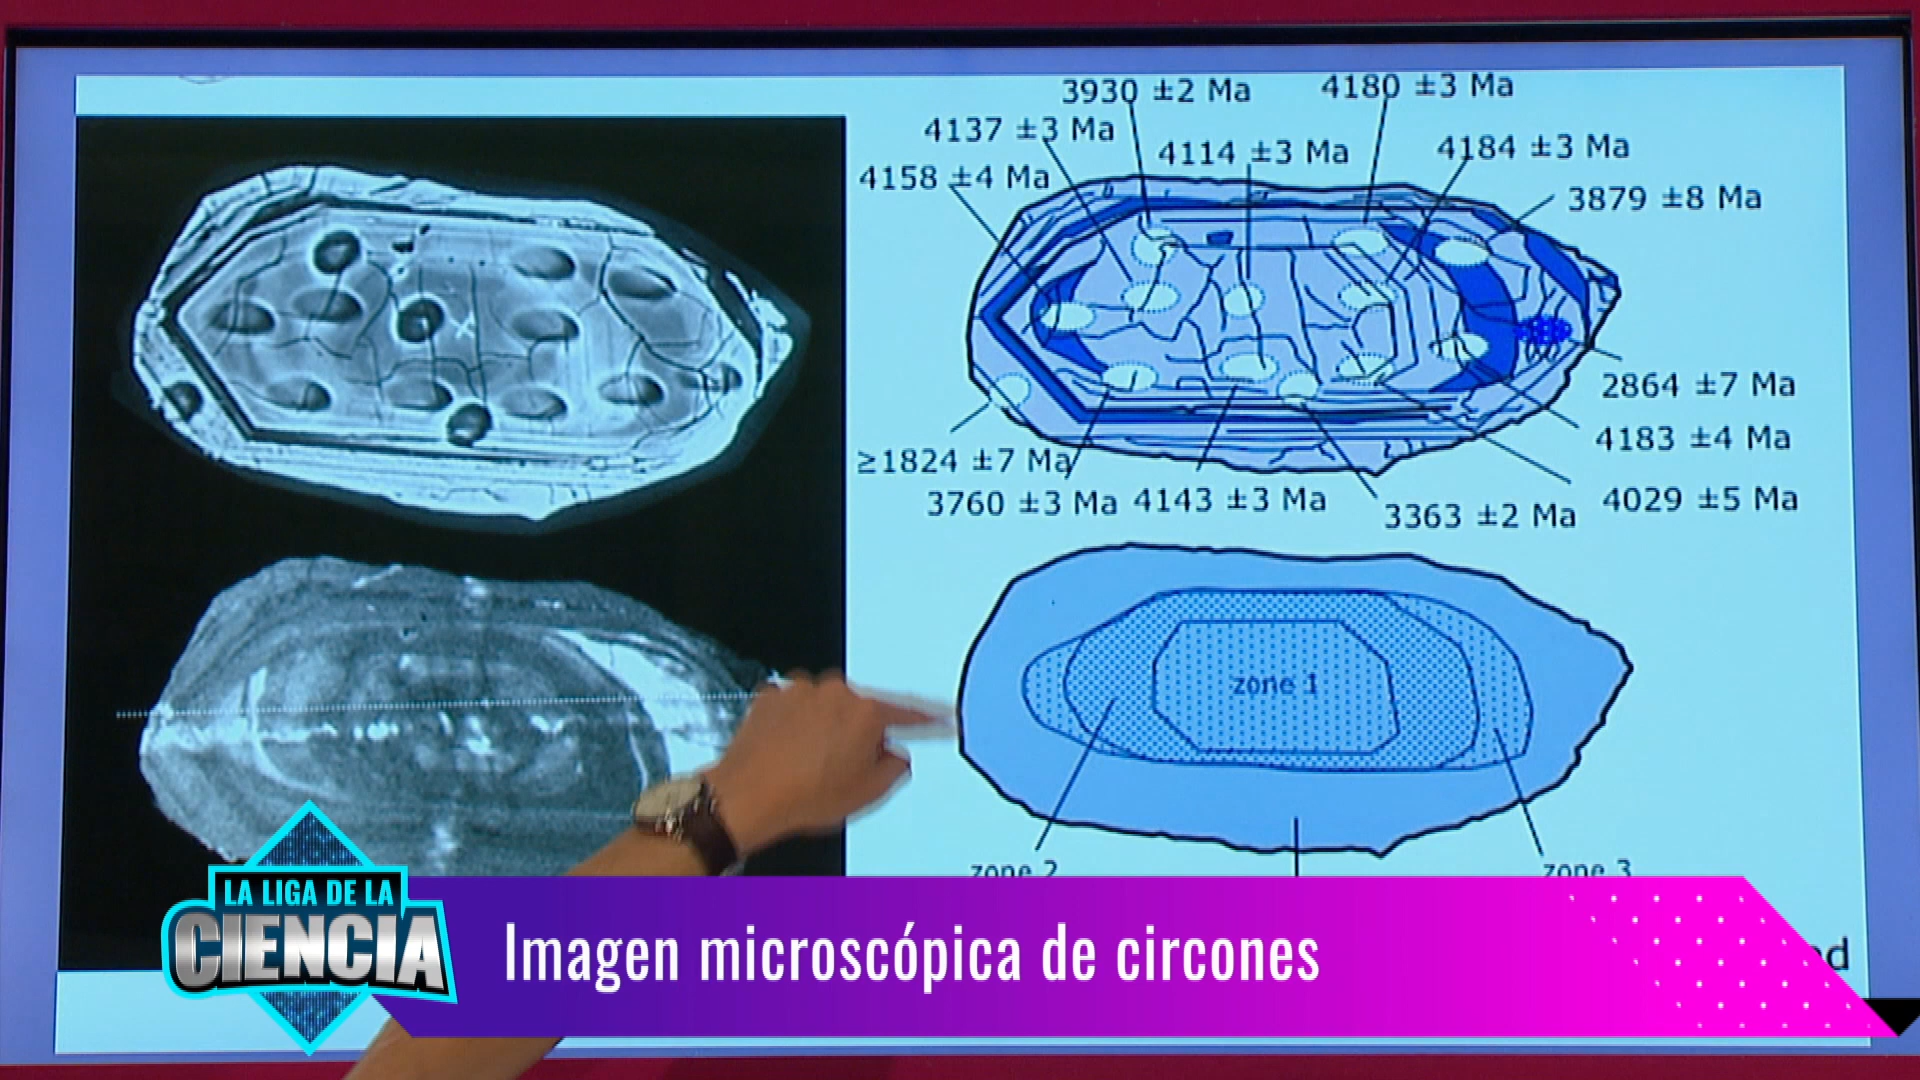 3930 ±2 Ma
4180 ±3 Ma
4137 ±3 Ma
4114 ±3 Ma
4184 ±3 Ma
4158 ±4 Ma
3879 ±8 Ma
2864 ±7 Ma
4183 ±4 Ma
≥1824 ±7 Ma
3760 ±3 Ma
4143 ±3 Ma
3363 ±2 Ma
4029 ±5 Ma
zone 1
zone 2
zone 3
LA LIGA DE LA
CIENCIA
Imagen microscópica de circones